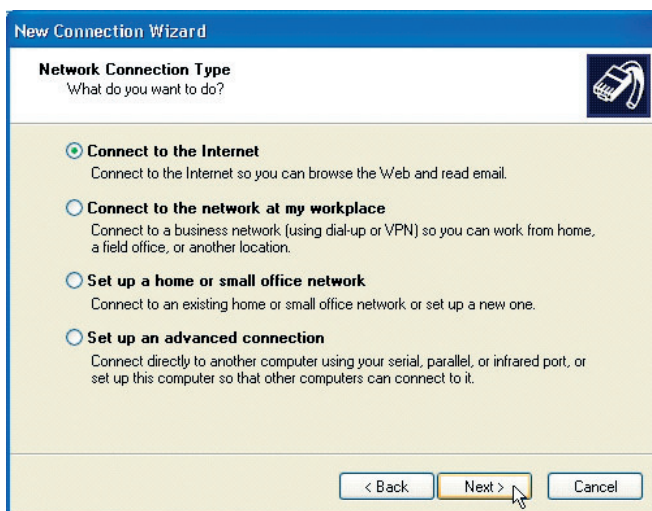 New Connection Wizard
Network Connection Type
What do you want to do?
Connect to the Internet
Connect to the Internet so you can browse the Web and read email.
Connect to the network at my workplace
Connect to a business network (using dial-up or VPN) so you can work from home,
a field office, or another location.
Set up a home or small office network
Connect to an existing home or small office network or set up a new one.
Set up an advanced connection
Connect directly to another computer using your serial, parallel, or infrared port, or
set up this computer so that other computers can connect to it.
< Back Next > Cancel